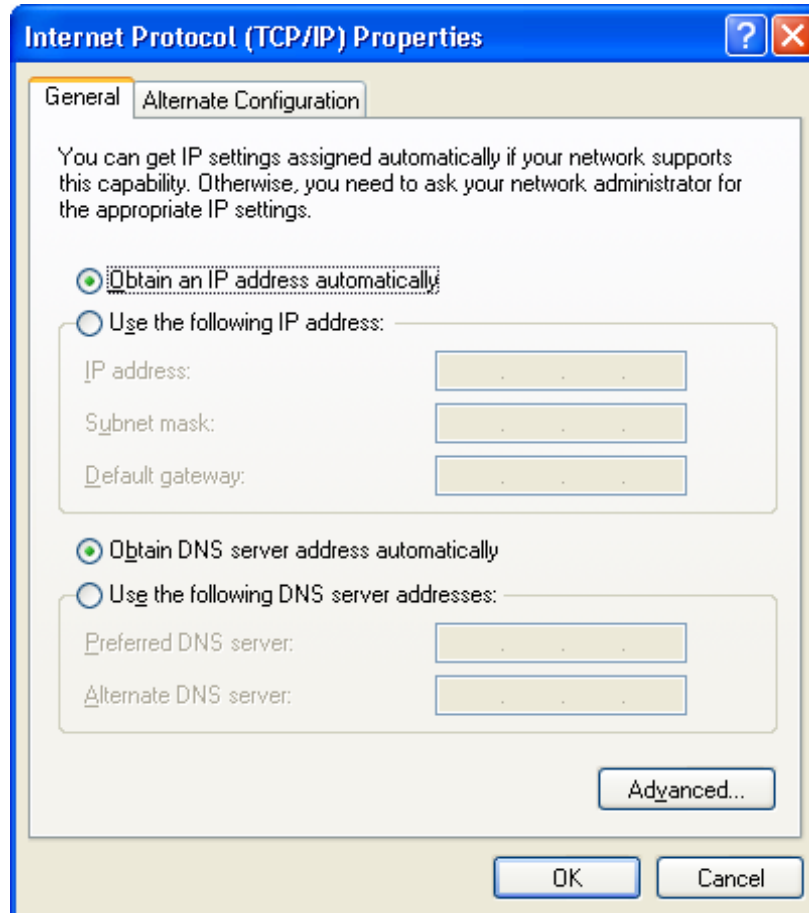 Internet Protocol (TCP/IP) Properties
General
Alternate Configuration
You can get IP settings assigned automatically if your network supports
this capability. Otherwise, you need to ask your network administrator for
the appropriate IP settings.
Obtain an IP address automatically
Use the following IP address:
IP address:
Subnet mask:
Default gateway:
Obtain DNS server address automatically
Use the following DNS server addresses:
Preferred DNS server:
Alternate DNS server:
Advanced...
OK
Cancel